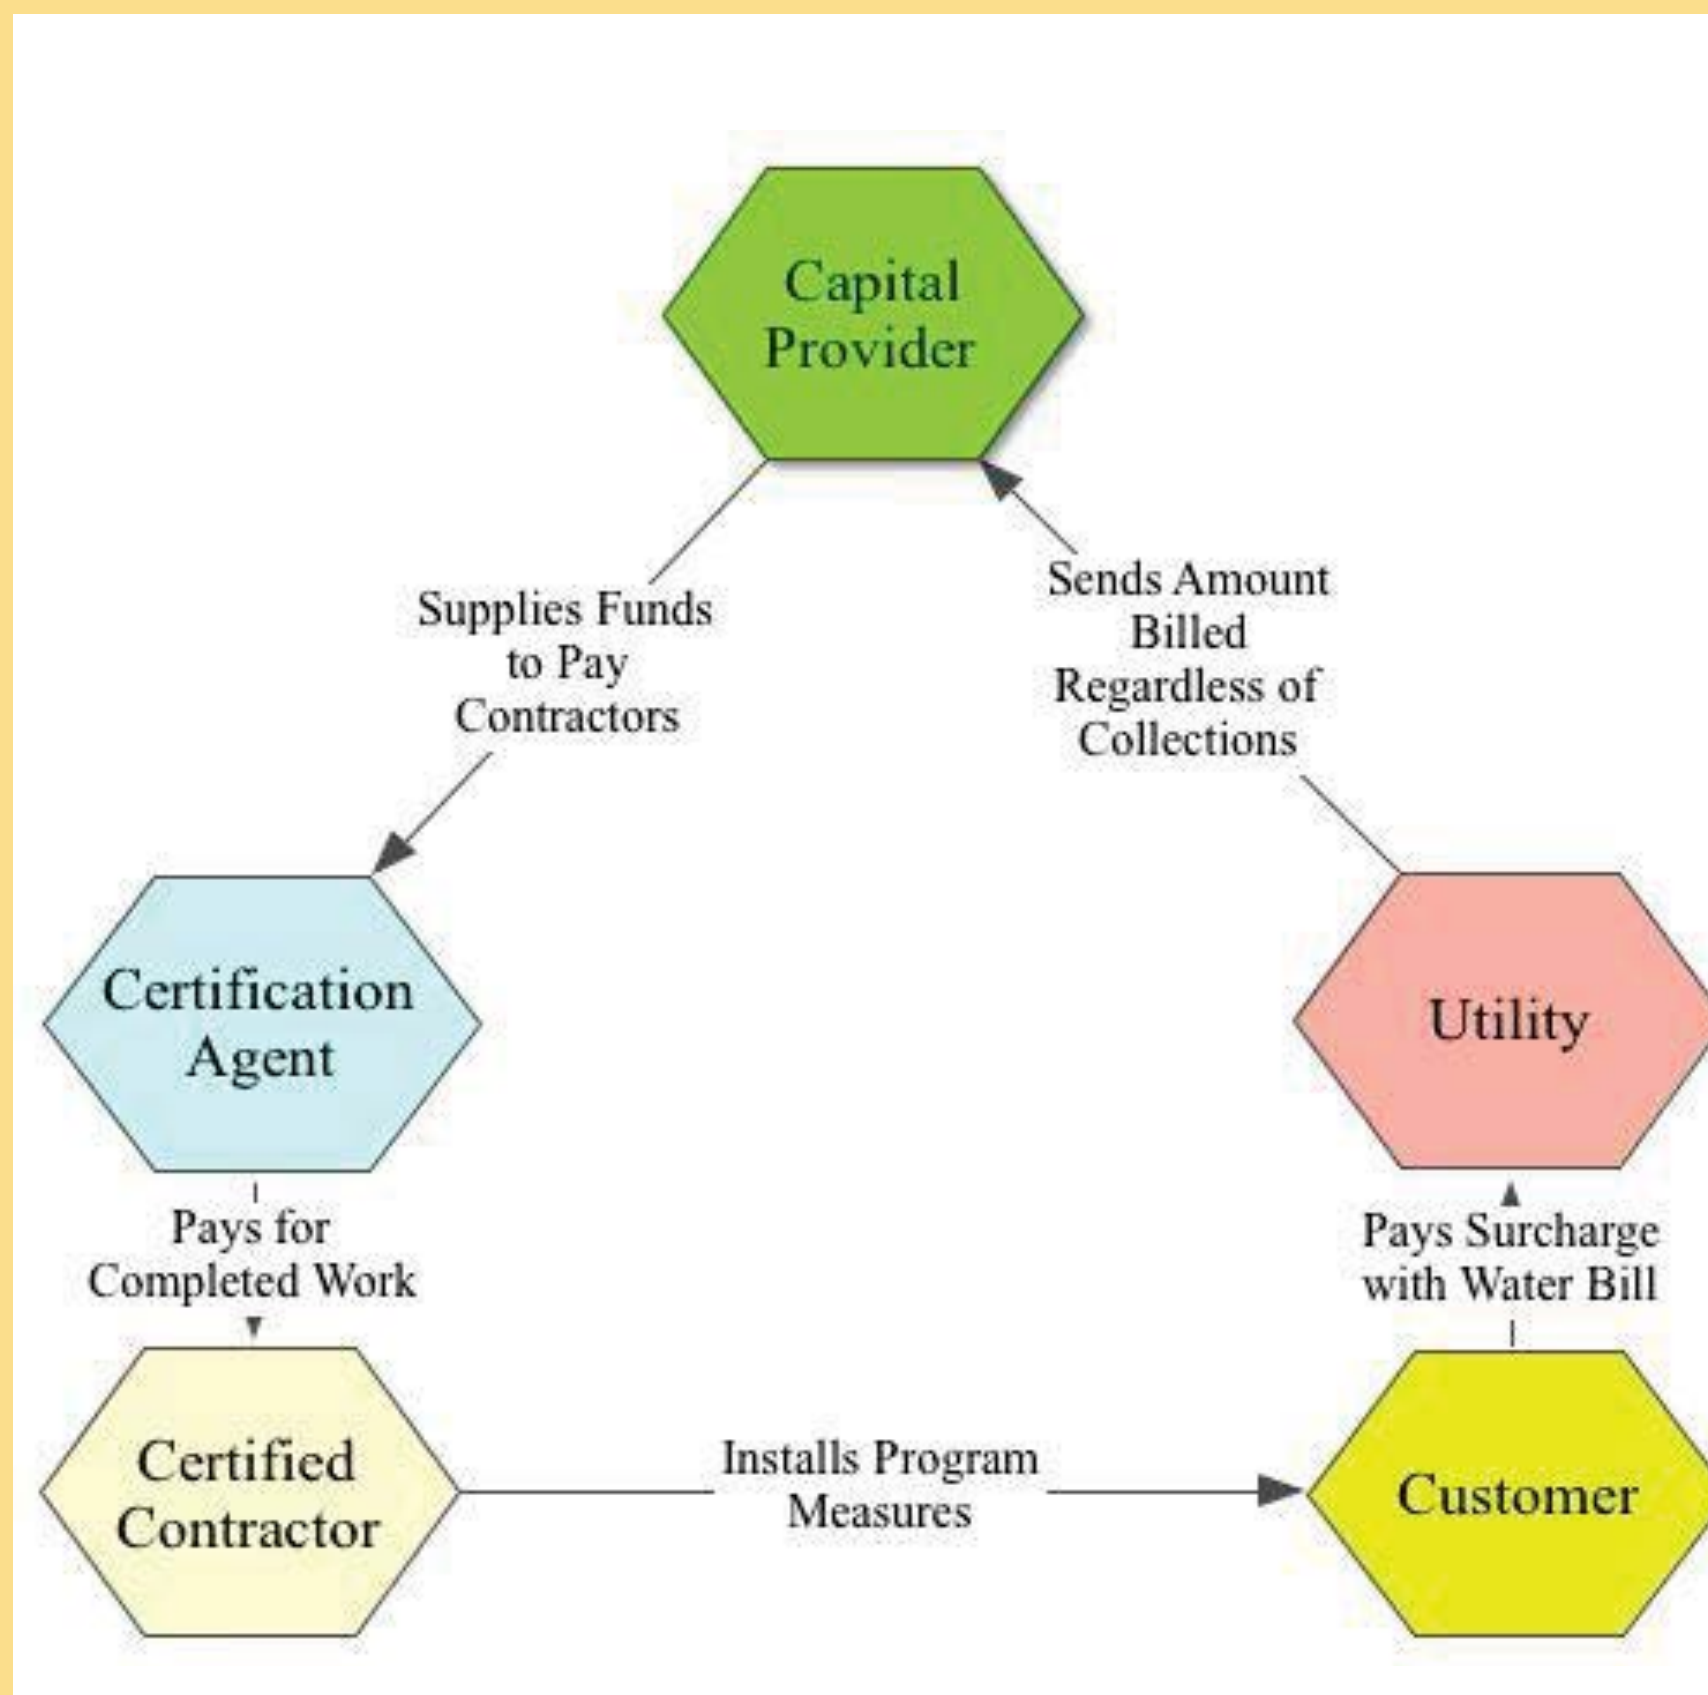 Capital
Provider
Supplies Funds
to Pay
Contractors
Sends Amount
Billed
Regardless of
Collections
Certification
Agent
Utility
Pays for
Completed Work
Pays Surcharge
with Water Bill
Certified
Contractor
Installs Program
Measures
Customer